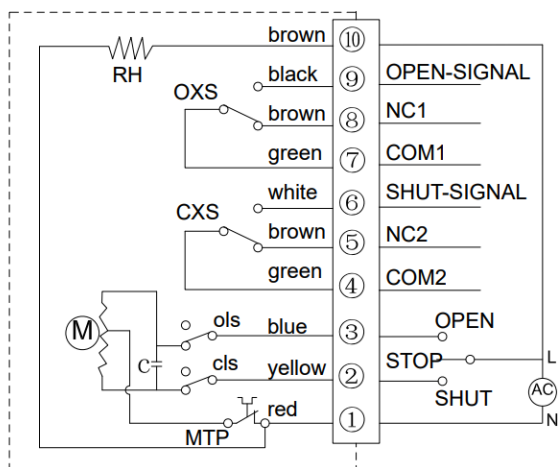 brown ⑩
RH
black ⑨ OPEN-SIGNAL
OXS
brown ⑧ NC1
green ⑦ COM1
white ⑥ SHUT-SIGNAL
CXS brown ⑤ NC2
green ④ COM2
M C ols blue ③ OPEN
STOP L
cls yellow ② SHUT
AC
MTP red ① N